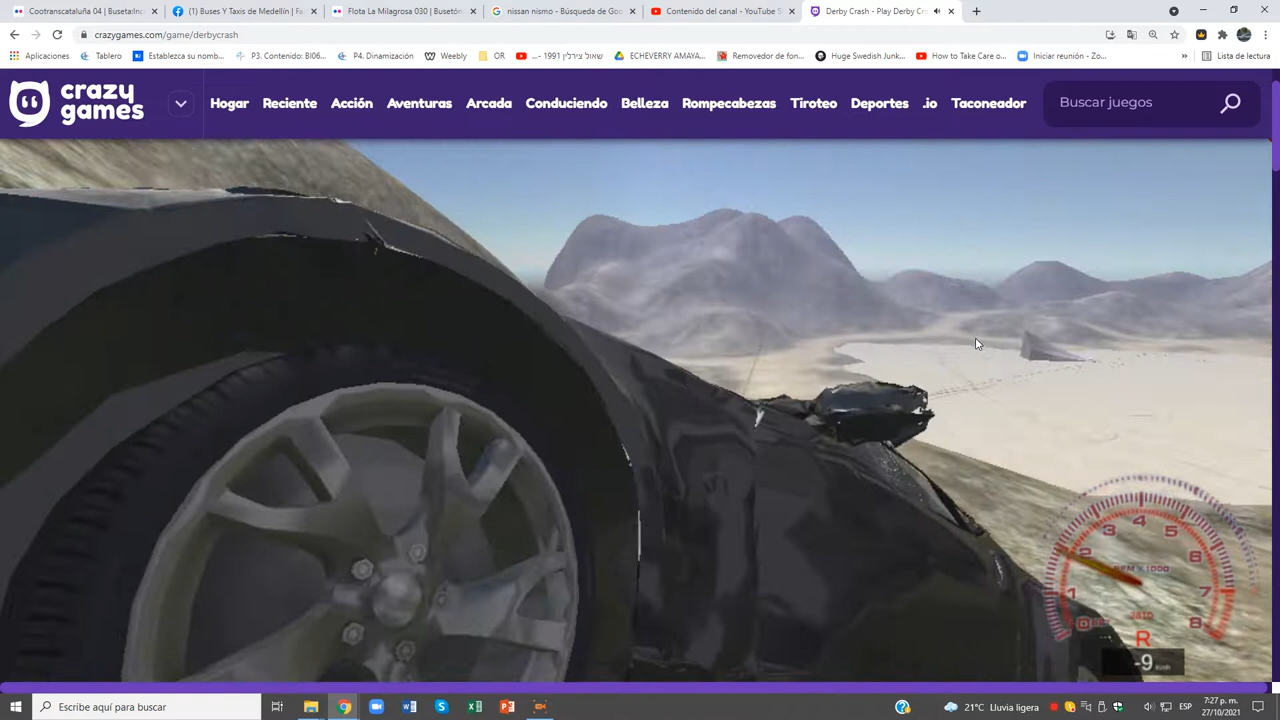 Cootranscataluña 04 | BusetaInc
(1) Buses Y Taxis de Medellín | Fa
Flota La Milagrosa 030 | Busetón
nissan nismo - Búsqueda de Goo
Contenido del canal - YouTube S
Derby Crash - Play Derby Cr
crazygames.com/game/derbycrash
Aplicaciones
Tablero
Establezca su nomb...
P3. Contenido: BI06...
P4. Dinamización
Weebly
OR
שאול צירלין 1991 -...
ECHEVERRY AMAYA...
Removedor de fon...
Huge Swedish Junk...
How to Take Care o...
Iniciar reunión - Zo...
»
Lista de lectura
crazy games
Hogar
Reciente
Acción
Aventuras
Arcada
Conduciendo
Belleza
Rompecabezas
Tiroteo
Deportes
.io
Taconeador
Buscar juegos
1 2 3 4 5 6 7 8
RPM X 1000
R
-9
Escribe aquí para buscar
21°C Lluvia ligera
ESP
7:27 p. m.
27/10/2021